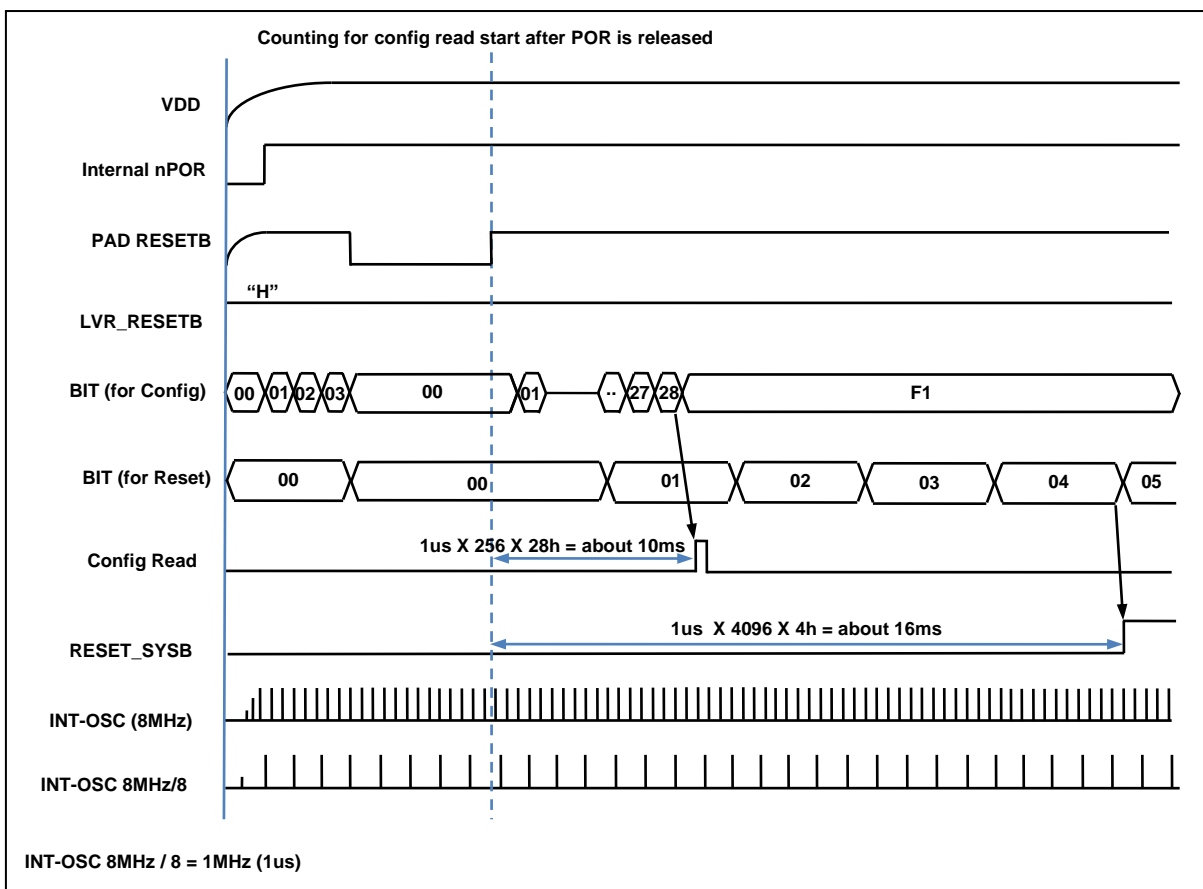 Counting for config read start after POR is released
VDD
Internal nPOR
PAD RESETB
“H”
LVR_RESETB
BIT (for Config) 00 01 02 03 00 01 .. 27 28 F1
BIT (for Reset) 00 00 01 02 03 04 05
1us X 256 X 28h = about 10ms
Config Read
1us X 4096 X 4h = about 16ms
RESET_SYSB
INT-OSC (8MHz)
INT-OSC 8MHz/8
INT-OSC 8MHz / 8 = 1MHz (1us)